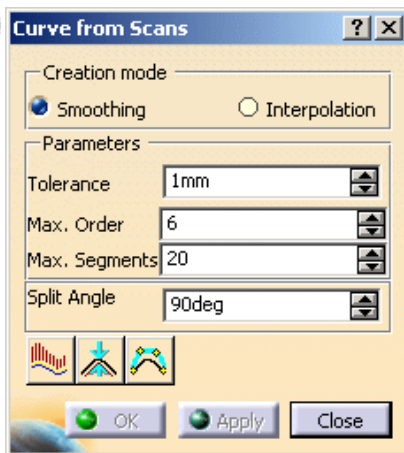 Curve from Scans
Creation mode
Smoothing Interpolation
Parameters
Tolerance 1mm
Max. Order 6
Max. Segments 20
Split Angle 90deg
OK Apply Close